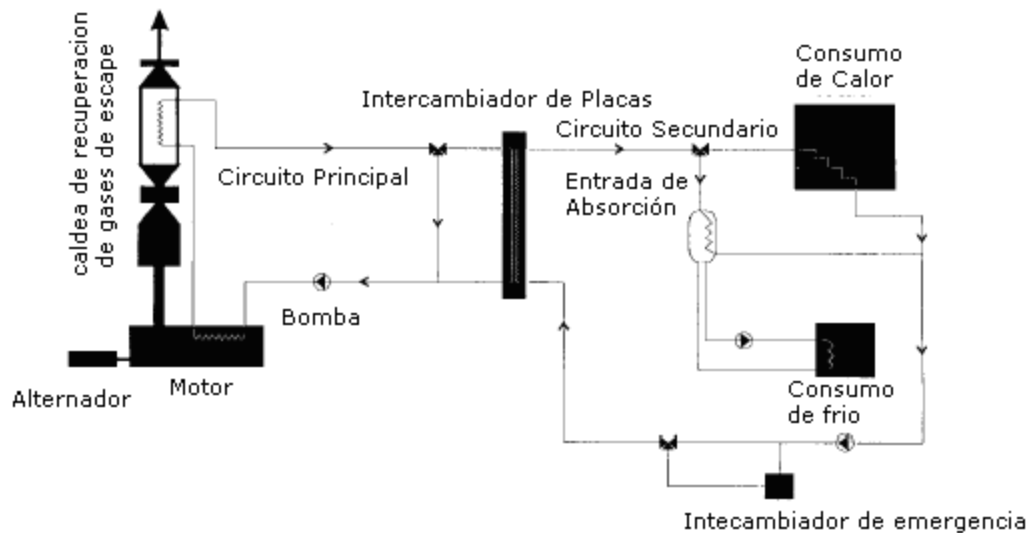 caldea de recuperacion
de gases de escape
Intercambiador de Placas
Consumo
de Calor
Circuito Secundario
Circuito Principal
Entrada de
Absorción
Bomba
Motor
Alternador
Consumo
de frio
Intecambiador de emergencia